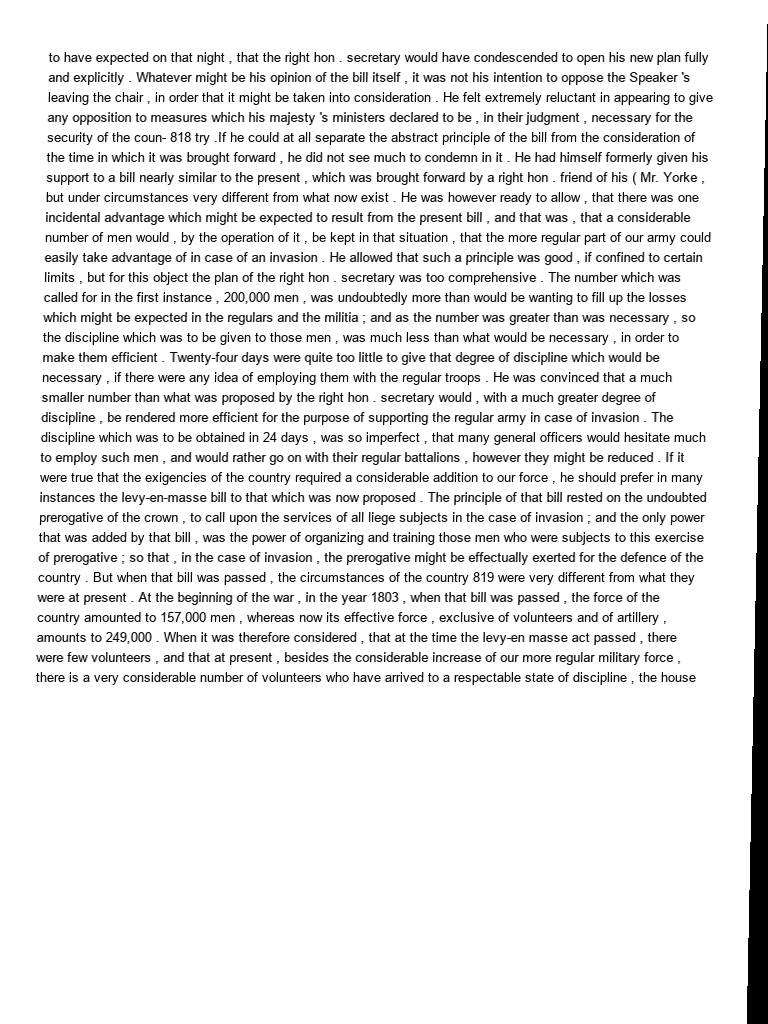 to have expected on that night , that the right hon . secretary would have condescended to open his new plan fully
and explicitly . Whatever might be his opinion of the bill itself , it was not his intention to oppose the Speaker 's
leaving the chair , in order that it might be taken into consideration . He felt extremely reluctant in appearing to give
any opposition to measures which his majesty 's ministers declared to be , in their judgment , necessary for the
security of the coun- 818 try .If he could at all separate the abstract principle of the bill from the consideration of
the time in which it was brought forward , he did not see much to condemn in it . He had himself formerly given his
support to a bill nearly similar to the present , which was brought forward by a right hon . friend of his ( Mr. Yorke ,
but under circumstances very different from what now exist . He was however ready to allow , that there was one
incidental advantage which might be expected to result from the present bill , and that was , that a considerable
number of men would , by the operation of it , be kept in that situation , that the more regular part of our army could
easily take advantage of in case of an invasion . He allowed that such a principle was good , if confined to certain
limits , but for this object the plan of the right hon . secretary was too comprehensive . The number which was
called for in the first instance , 200,000 men , was undoubtedly more than would be wanting to fill up the losses
which might be expected in the regulars and the militia ; and as the number was greater than was necessary , so
the discipline which was to be given to those men , was much less than what would be necessary , in order to
make them efficient . Twenty-four days were quite too little to give that degree of discipline which would be
necessary , if there were any idea of employing them with the regular troops . He was convinced that a much
smaller number than what was proposed by the right hon . secretary would , with a much greater degree of
discipline , be rendered more efficient for the purpose of supporting the regular army in case of invasion . The
discipline which was to be obtained in 24 days , was so imperfect , that many general officers would hesitate much
to employ such men , and would rather go on with their regular battalions , however they might be reduced . If it
were true that the exigencies of the country required a considerable addition to our force , he should prefer in many
instances the levy-en-masse bill to that which was now proposed . The principle of that bill rested on the undoubted
prerogative of the crown , to call upon the services of all liege subjects in the case of invasion ; and the only power
that was added by that bill , was the power of organizing and training those men who were subjects to this exercise
of prerogative ; so that , in the case of invasion , the prerogative might be effectually exerted for the defence of the
country . But when that bill was passed , the circumstances of the country 819 were very different from what they
were at present . At the beginning of the war , in the year 1803 , when that bill was passed , the force of the
country amounted to 157,000 men , whereas now its effective force , exclusive of volunteers and of artillery ,
amounts to 249,000 . When it was therefore considered , that at the time the levy-en masse act passed , there
were few volunteers , and that at present , besides the considerable increase of our more regular military force ,
there is a very considerable number of volunteers who have arrived to a respectable state of discipline , the house